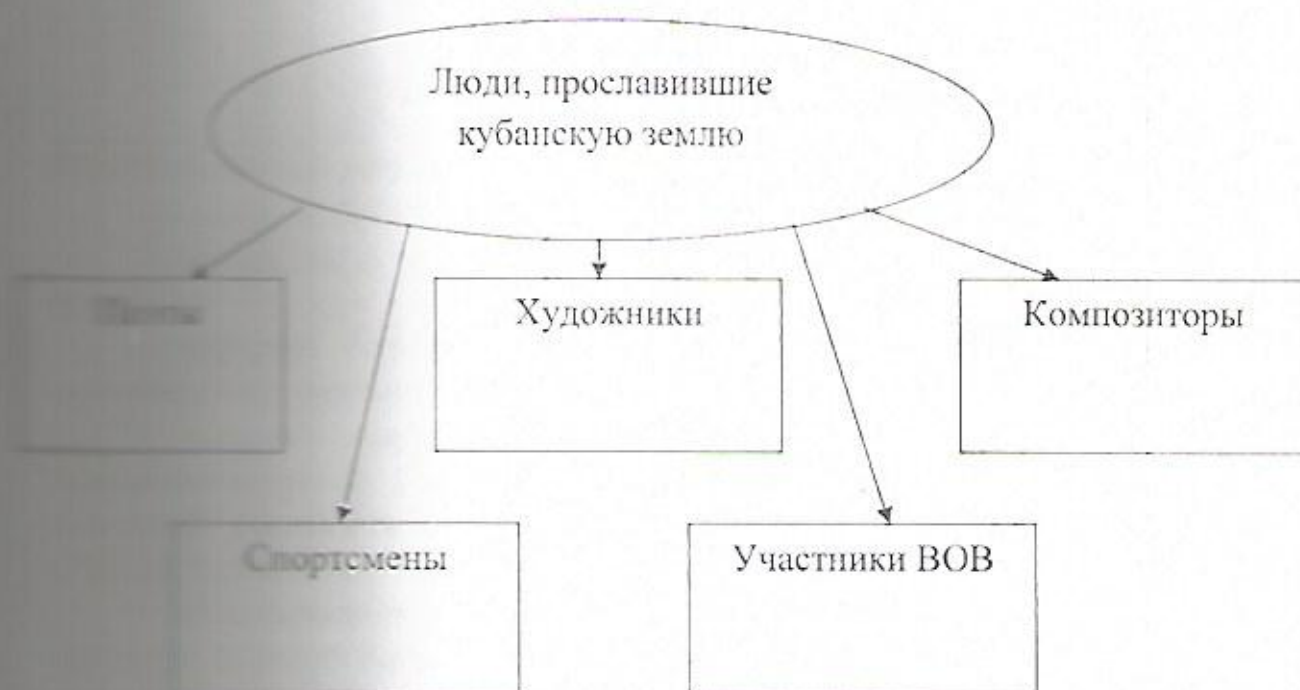 Люди, прославившие
кубанскую землю
Художники
Композиторы
Спортсмены
Участники ВОВ